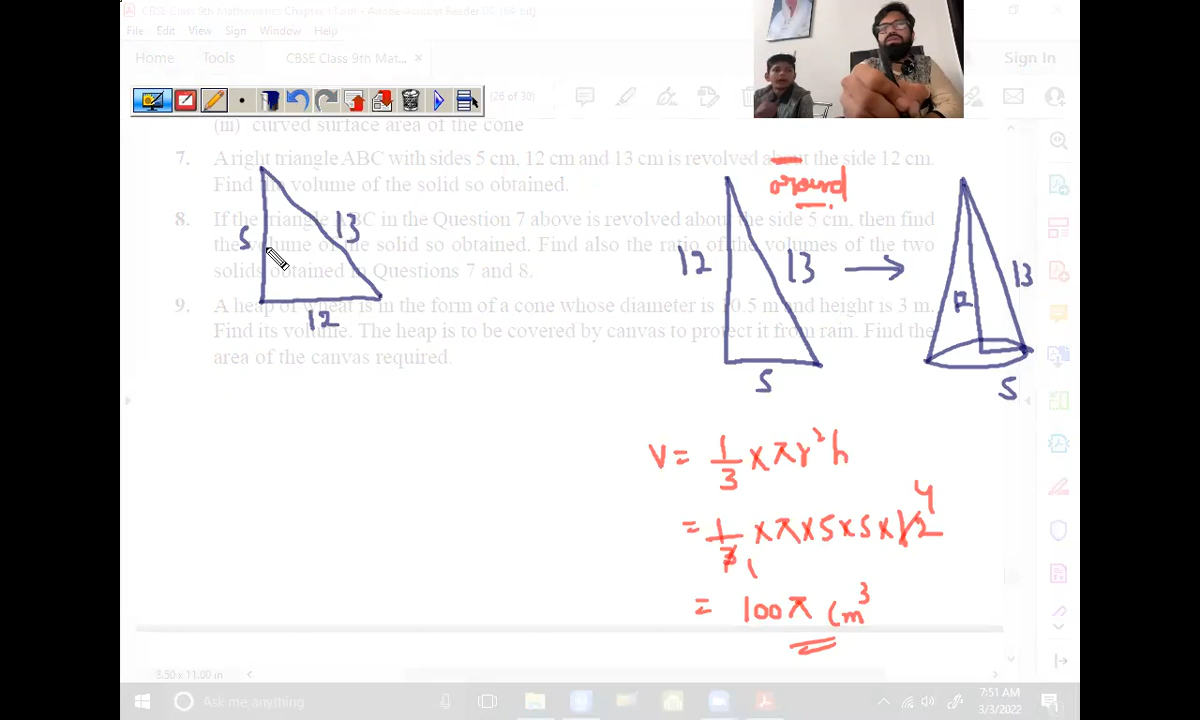 CBSE Class 9th Mathematics Chapter 13.pdf - Adobe Acrobat Reader DC (64-bit)
File Edit View Sign Window Help
Home Tools CBSE Class 9th Mat... × Sign In
(26 of 30)
(m) curved surface area of the cone
7. A right triangle ABC with sides 5 cm, 12 cm and 13 cm is revolved about the side 12 cm.
Find the volume of the solid so obtained.
around
8. If the triangle ABC in the Question 7 above is revolved about the side 5 cm, then find
the volume of the solid so obtained. Find also the ratio of the volumes of the two
solids obtained in Questions 7 and 8.
9. A heap of wheat is in the form of a cone whose diameter is 10.5 m and height is 3 m.
Find its volume. The heap is to be covered by canvas to protect it from rain. Find the
area of the canvas required.
5 13
12
12 13 → 12 13
5 5
V = 1/3 × πr²h
= 1/3 × π × 5 × 5 × 12 4
1
= 100π cm³
3.50 x 11.00 in
Ask me anything
7:51 AM
3/3/2022